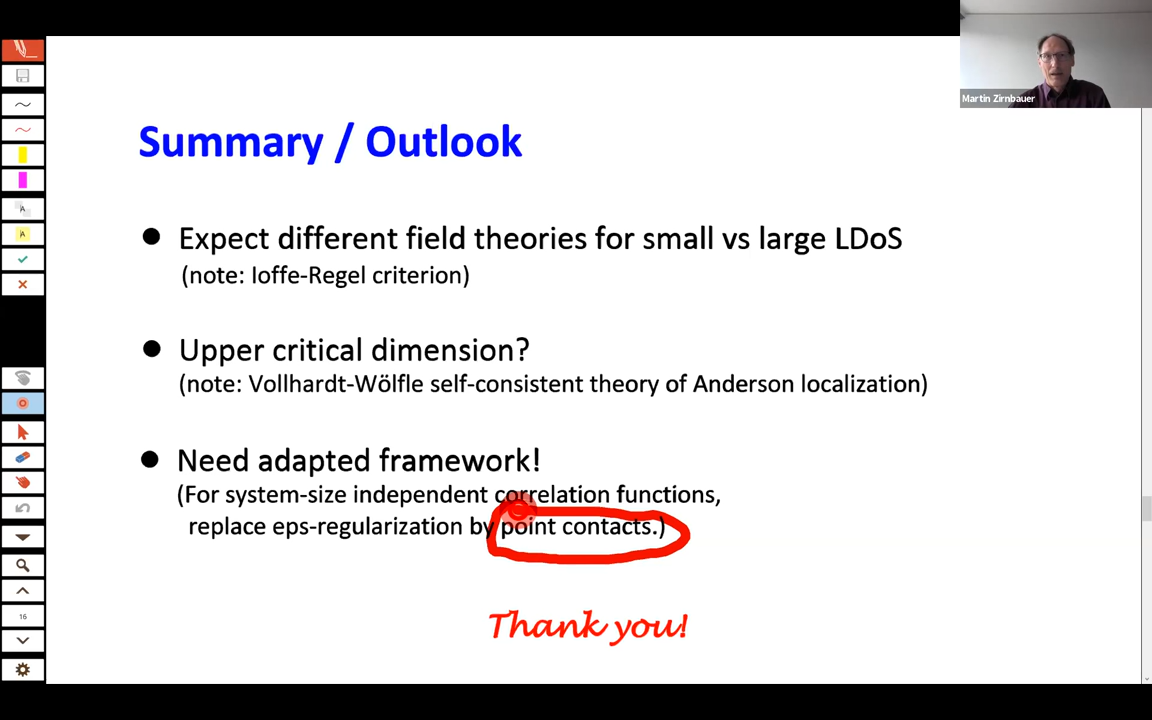 Martin Zirnbauer
Summary / Outlook
● Expect different field theories for small vs large LDoS
(note: Ioffe-Regel criterion)
● Upper critical dimension?
(note: Vollhardt-Wölfle self-consistent theory of Anderson localization)
● Need adapted framework!
(For system-size independent correlation functions,
replace eps-regularization by point contacts.)
Thank you!
A
A
16